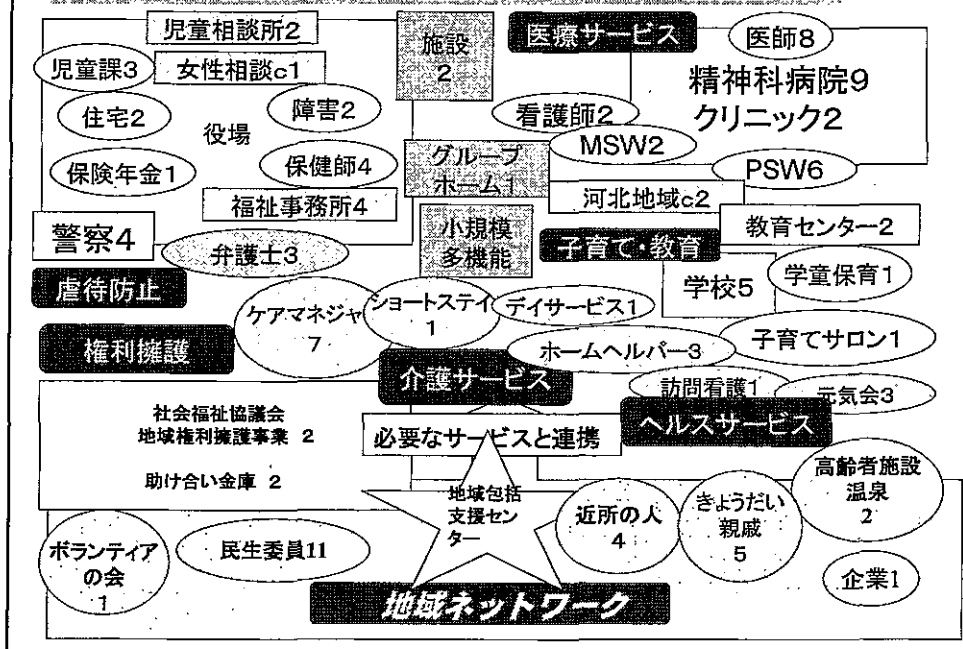 児童相談所2
児童課3
女性相談c1
住宅2
障害2
役場
保険年金1
保健師4
福祉事務所4
警察4
弁護士3
虐待防止
権利擁護
施設
2
グループ
ホーム1
小規模
多機能
医療サービス
医師8
精神科病院9
クリニック2
看護師2
MSW2
PSW6
河北地域c2
教育センター2
子育て・教育
学校5
学童保育1
子育てサロン1
ケアマネジャ
7
ショートステイ
1
デイサービス1
ホームヘルパー3
介護サービス
訪問看護1
元気会3
ヘルスサービス
社会福祉協議会
地域権利擁護事業 2
助け合い金庫 2
必要なサービスと連携
地域包括
支援セン
ター
近所の人
4
きょうだい
親戚
5
高齢者施設
温泉
2
ボランティア
の会
1
民生委員11
企業1
地域ネットワーク